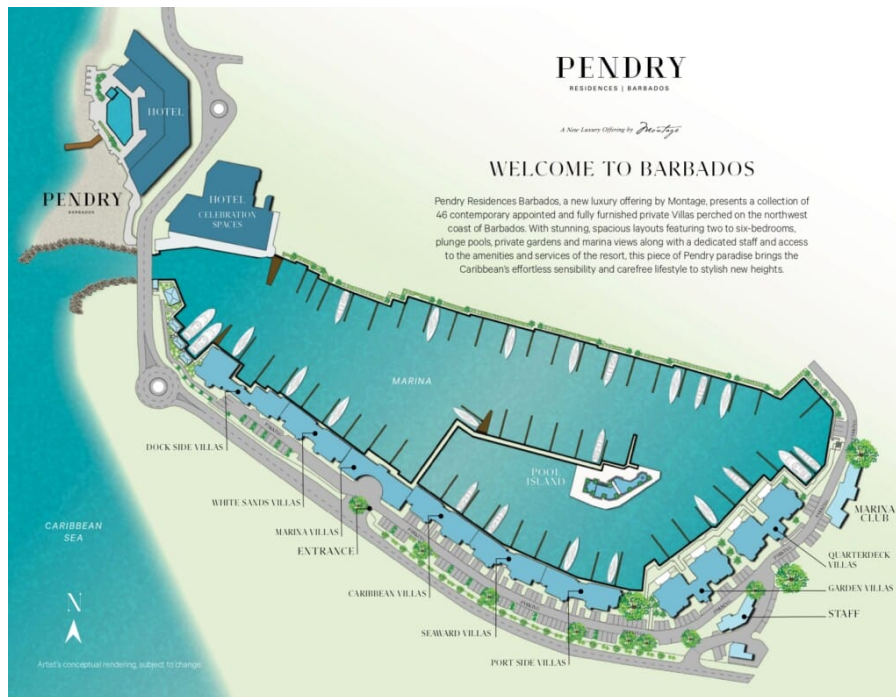 PENDRY
RESIDENCES | BARBADOS
A New Luxury Offering by Montage
WELCOME TO BARBADOS
Pendry Residences Barbados, a new luxury offering by Montage, presents a collection of
46 contemporary appointed and fully furnished private Villas perched on the northwest
coast of Barbados. With stunning, spacious layouts featuring two to six-bedrooms,
plunge pools, private gardens and marina views along with a dedicated staff and access
to the amenities and services of the resort, this piece of Pendry paradise brings the
Caribbean's effortless sensibility and carefree lifestyle to stylish new heights.
HOTEL
PENDRY
BARBADOS
HOTEL
CELEBRATION
SPACES
MARINA
DOCK SIDE VILLAS
PARKING
POOL
ISLAND
WHITE SANDS VILLAS
MARINA CLUB
CARIBBEAN
SEA
MARINA VILLAS
ENTRANCE
PARKING
QUARTERDECK
VILLAS
CARIBBEAN VILLAS
GARDEN VILLAS
STAFF
SEAWARD VILLAS
PORT SIDE VILLAS
N
Artist's conceptual rendering, subject to change.